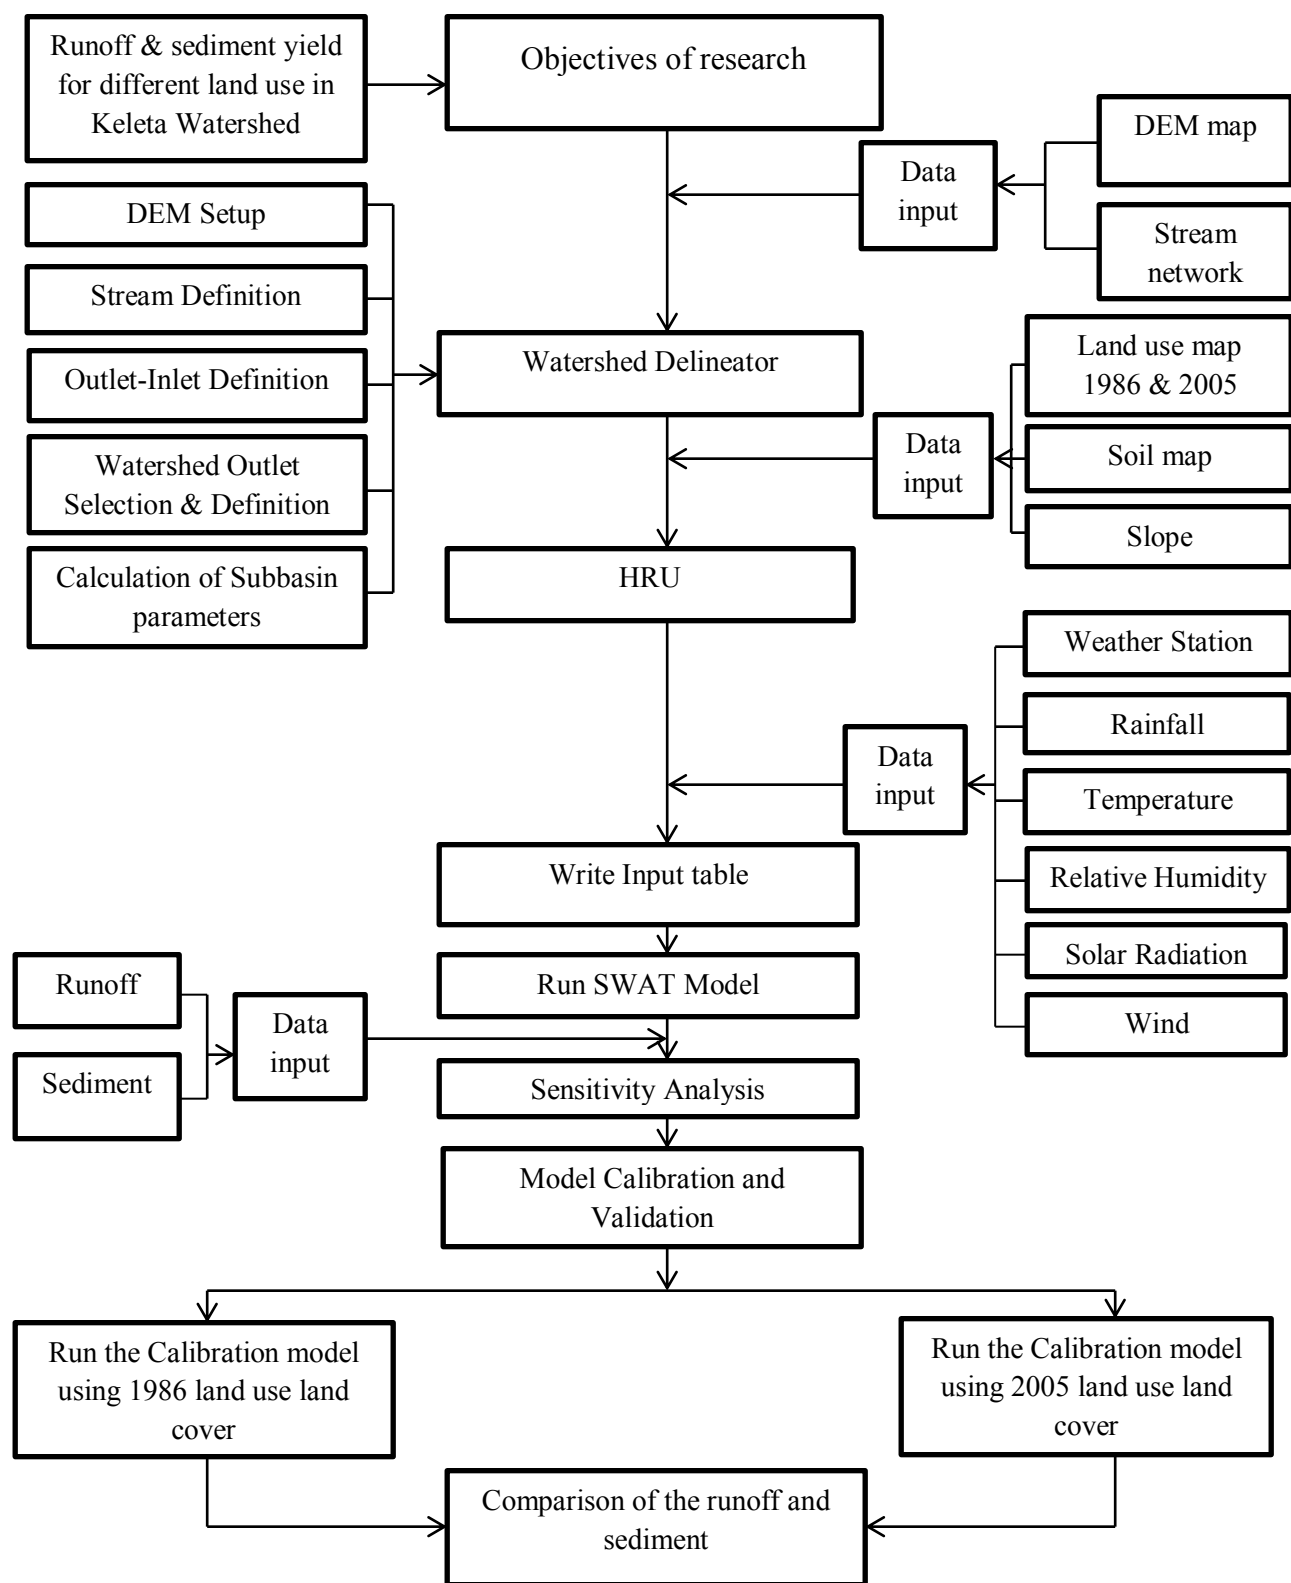 Runoff & sediment yield
for different land use in
Keleta Watershed
Objectives of research
DEM map
Data
input
Stream
network
DEM Setup
Stream Definition
Outlet-Inlet Definition
Watershed Outlet
Selection & Definition
Calculation of Subbasin
parameters
Watershed Delineator
Land use map
1986 & 2005
Data
input
Soil map
Slope
HRU
Weather Station
Rainfall
Data
input
Temperature
Relative Humidity
Solar Radiation
Wind
Write Input table
Run SWAT Model
Runoff
Data
input
Sediment
Sensitivity Analysis
Model Calibration and
Validation
Run the Calibration model
using 1986 land use land
cover
Run the Calibration model
using 2005 land use land
cover
Comparison of the runoff and
sediment